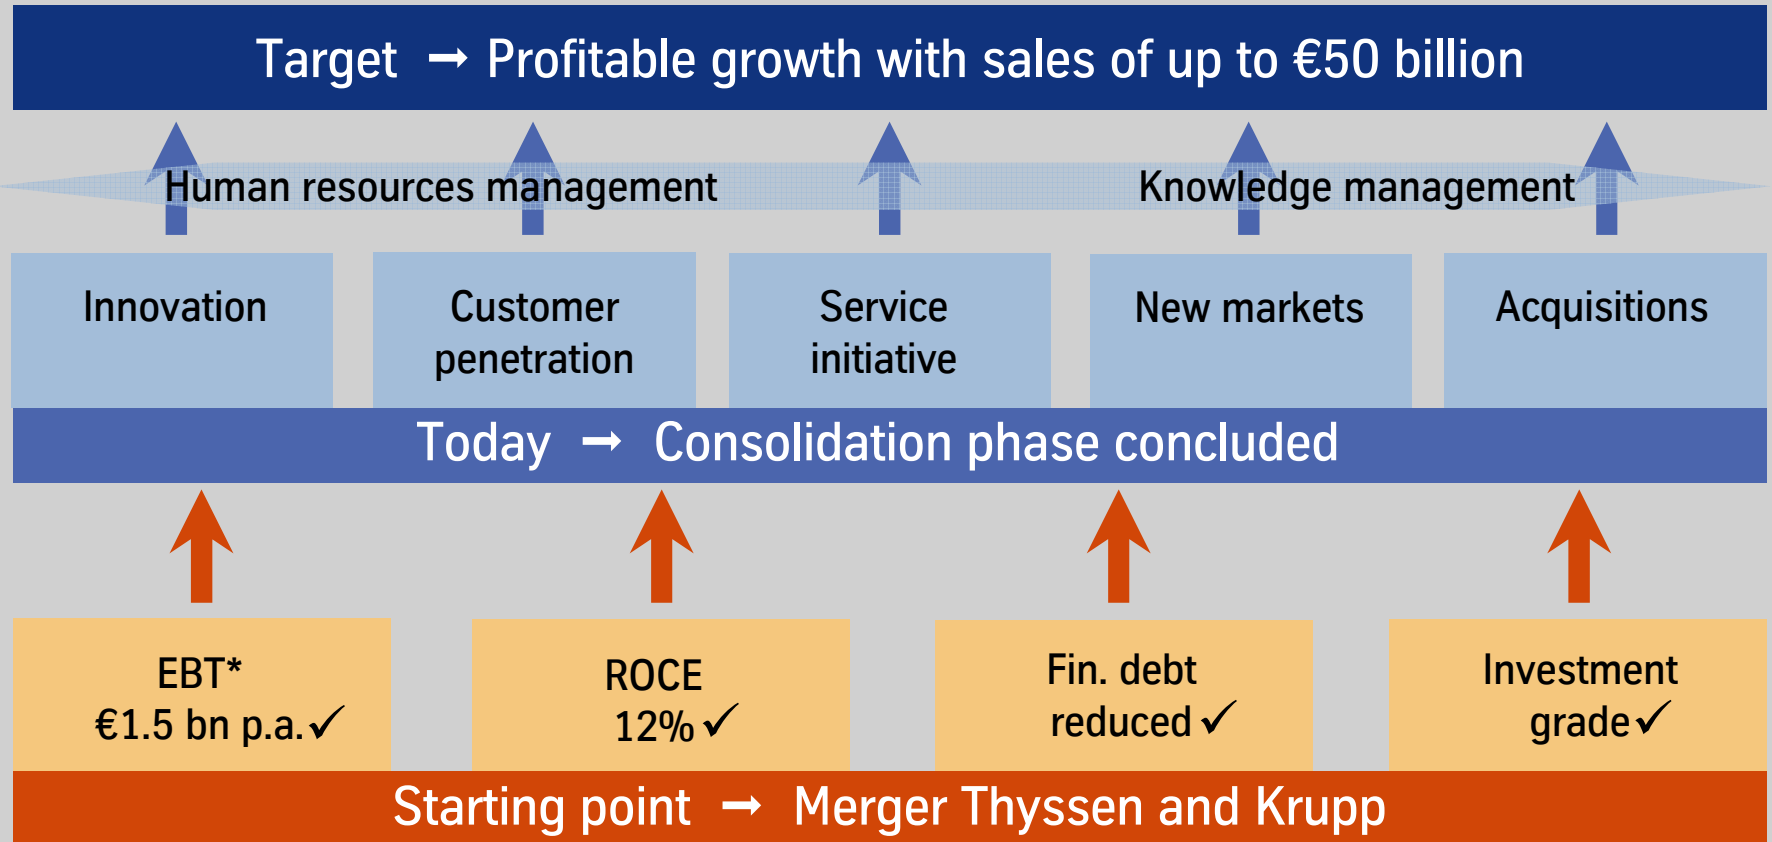 Target → Profitable growth with sales of up to €50 billion
Human resources management
Knowledge management
Innovation
Customer
penetration
Service
initiative
New markets
Acquisitions
Today → Consolidation phase concluded
EBT*
€1.5 bn p.a. ✓
ROCE
12% ✓
Fin. debt
reduced ✓
Investment
grade ✓
Starting point → Merger Thyssen and Krupp